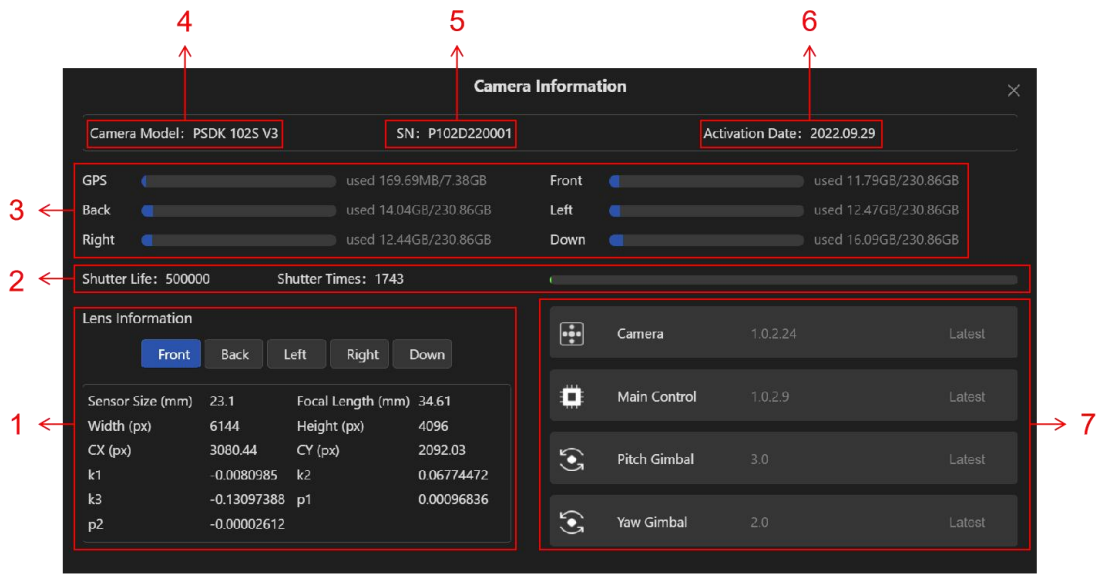 4 5 6
Camera Information
Camera Model: PSDK 102S V3 SN: P102D220001 Activation Date: 2022.09.29
GPS used 169.69MB/7.38GB Front used 11.79GB/230.86GB
3 Back used 14.04GB/230.86GB Left used 12.47GB/230.86GB
Right used 12.44GB/230.86GB Down used 16.09GB/230.86GB
2 Shutter Life: 500000 Shutter Times: 1743
Lens Information
Front Back Left Right Down
Sensor Size (mm) 23.1 Focal Length (mm) 34.61
1 Width (px) 6144 Height (px) 4096
CX (px) 3080.44 CY (px) 2092.03
k1 -0.0080985 k2 0.06774472
k3 -0.13097388 p1 0.00096836
p2 -0.00002612
Camera 1.0.2.24 Latest
Main Control 1.0.2.9 Latest
7
Pitch Gimbal 3.0 Latest
Yaw Gimbal 2.0 Latest